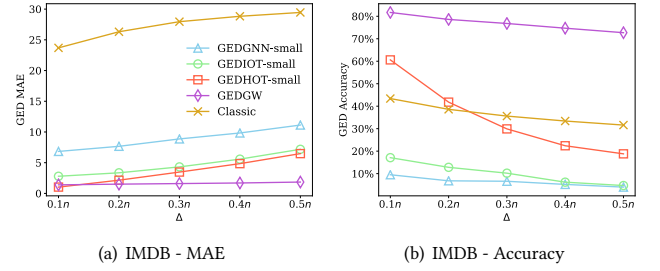 30
25
20
15
10
5
0
GED MAE
GEDGNN-small
GEDIOT-small
GEDHOT-small
GEDGW
Classic
0.1n 0.2n 0.3n 0.4n 0.5n
Δ
(a) IMDB - MAE
80%
70%
60%
50%
40%
30%
20%
10%
GED Accuracy
0.1n 0.2n 0.3n 0.4n 0.5n
Δ
(b) IMDB - Accuracy